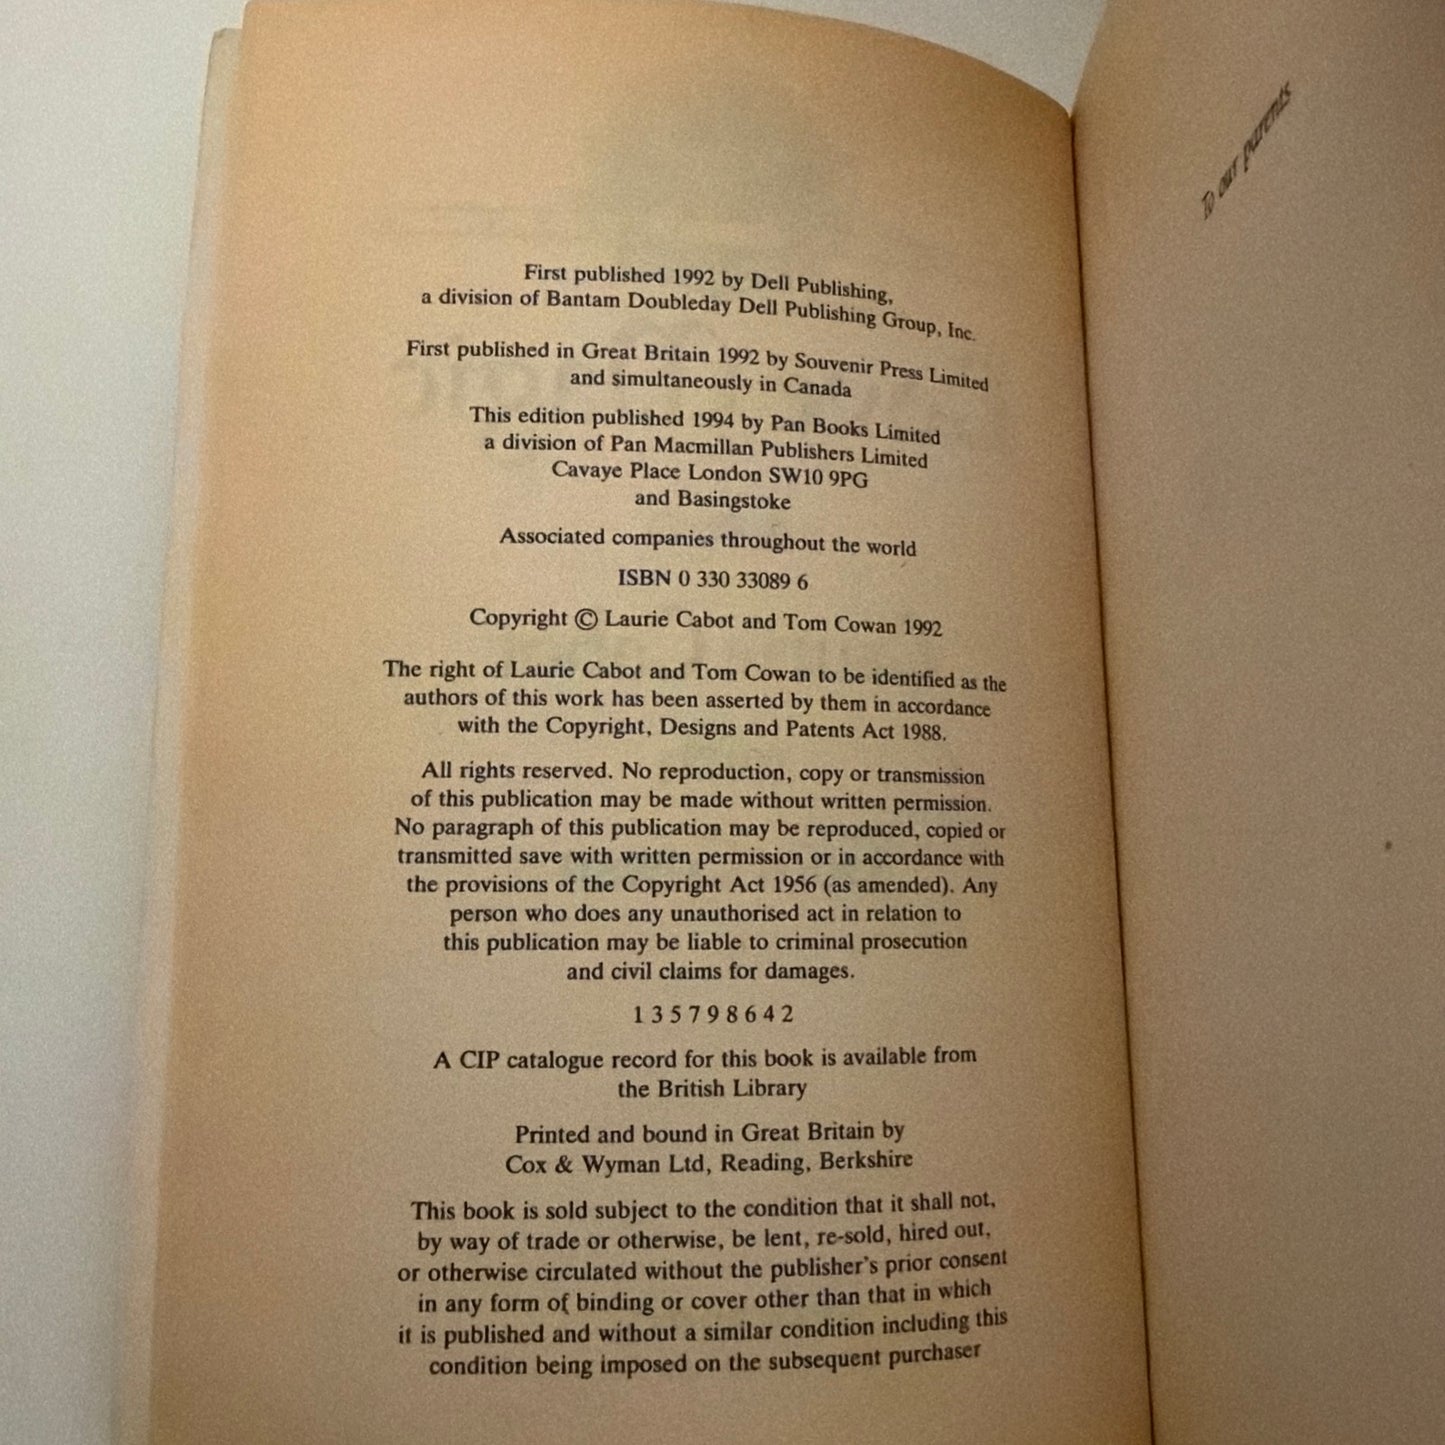 First published 1992 by Dell Publishing,
a division of Bantam Doubleday Dell Publishing Group, Inc.
First published in Great Britain 1992 by Souvenir Press Limited
and simultaneously in Canada
This edition published 1994 by Pan Books Limited
a division of Pan Macmillan Publishers Limited
Cavaye Place London SW10 9PG
and Basingstoke
Associated companies throughout the world
ISBN 0 330 33089 6
Copyright © Laurie Cabot and Tom Cowan 1992
The right of Laurie Cabot and Tom Cowan to be identified as the
authors of this work has been asserted by them in accordance
with the Copyright, Designs and Patents Act 1988.
All rights reserved. No reproduction, copy or transmission
of this publication may be made without written permission.
No paragraph of this publication may be reproduced, copied or
transmitted save with written permission or in accordance with
the provisions of the Copyright Act 1956 (as amended). Any
person who does any unauthorised act in relation to
this publication may be liable to criminal prosecution
and civil claims for damages.
1 3 5 7 9 8 6 4 2
A CIP catalogue record for this book is available from
the British Library
Printed and bound in Great Britain by
Cox & Wyman Ltd, Reading, Berkshire
This book is sold subject to the condition that it shall not,
by way of trade or otherwise, be lent, re-sold, hired out,
or otherwise circulated without the publisher's prior consent
in any form of binding or cover other than that in which
it is published and without a similar condition including this
condition being imposed on the subsequent purchaser
To our parents